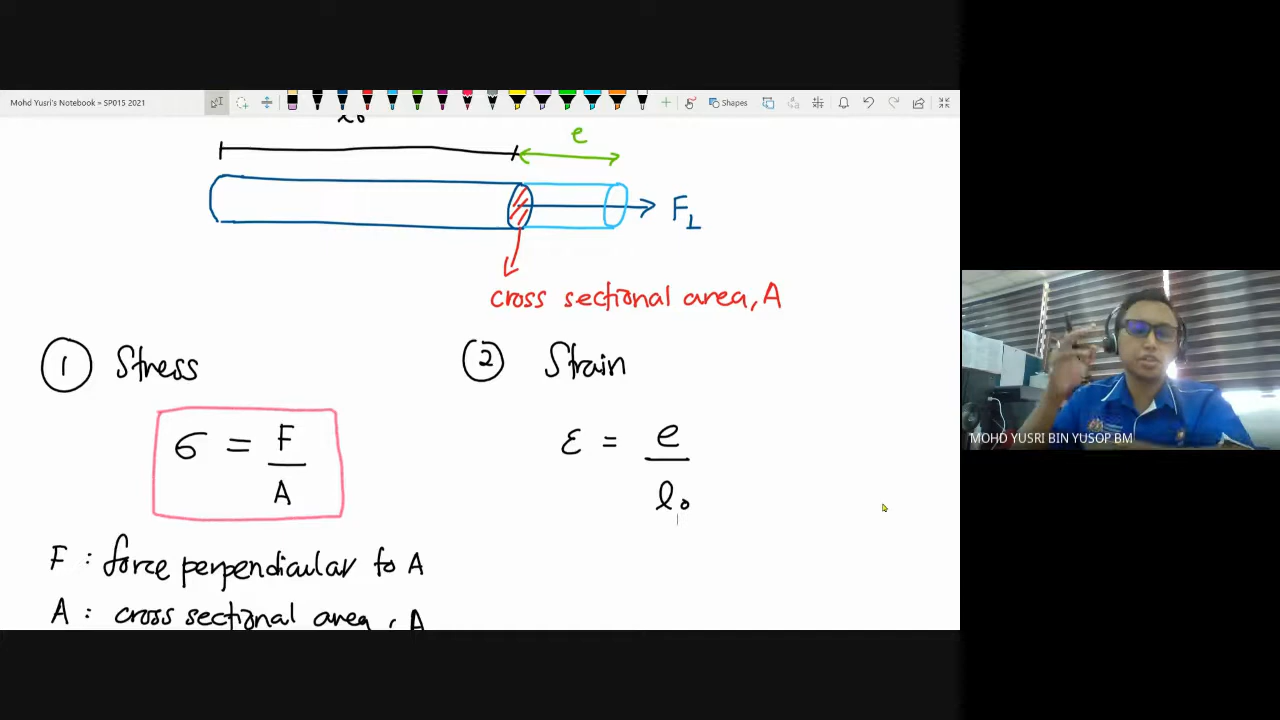 Mohd Yusri's Notebook » SP015 2021
Shapes
l₀
e
F⊥
cross sectional area, A
① Stress
② Strain
σ = F
A
ε = e
l₀
F : force perpendicular to A
A : cross sectional area, A
MOHD YUSRI BIN YUSOP BM